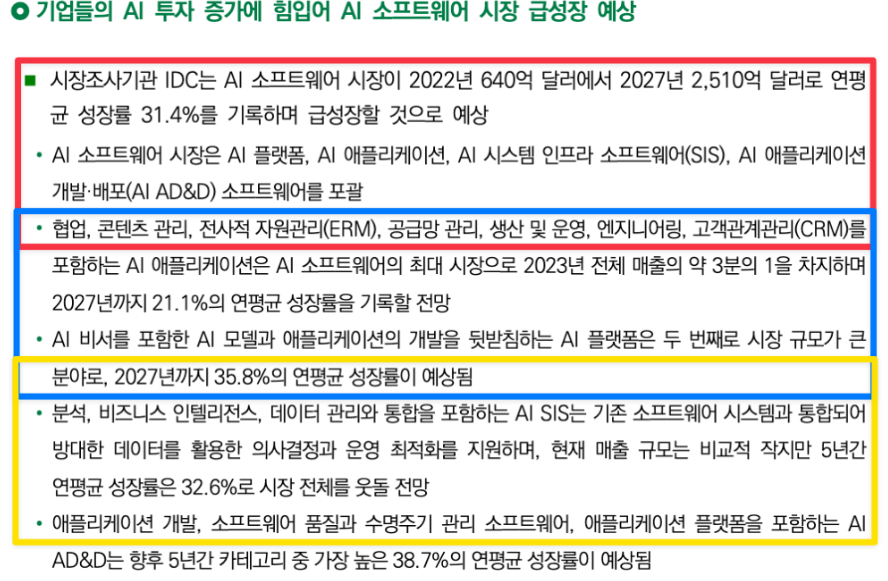 기업들의 AI 투자 증가에 힘입어 AI 소프트웨어 시장 급성장 예상
■ 시장조사기관 IDC는 AI 소프트웨어 시장이 2022년 640억 달러에서 2027년 2,510억 달러로 연평
균 성장률 31.4%를 기록하며 급성장할 것으로 예상
• AI 소프트웨어 시장은 AI 플랫폼, AI 애플리케이션, AI 시스템 인프라 소프트웨어(SIS), AI 애플리케이션
개발·배포(AI AD&D) 소프트웨어를 포괄
• 협업, 콘텐츠 관리, 전사적 자원관리(ERM), 공급망 관리, 생산 및 운영, 엔지니어링, 고객관계관리(CRM)를
포함하는 AI 애플리케이션은 AI 소프트웨어의 최대 시장으로 2023년 전체 매출의 약 3분의 1을 차지하며
2027년까지 21.1%의 연평균 성장률을 기록할 전망
• AI 비서를 포함한 AI 모델과 애플리케이션의 개발을 뒷받침하는 AI 플랫폼은 두 번째로 시장 규모가 큰
분야로, 2027년까지 35.8%의 연평균 성장률이 예상됨
• 분석, 비즈니스 인텔리전스, 데이터 관리와 통합을 포함하는 AI SIS는 기존 소프트웨어 시스템과 통합되어
방대한 데이터를 활용한 의사결정과 운영 최적화를 지원하며, 현재 매출 규모는 비교적 작지만 5년간
연평균 성장률은 32.6%로 시장 전체를 웃돌 전망
• 애플리케이션 개발, 소프트웨어 품질과 수명주기 관리 소프트웨어, 애플리케이션 플랫폼을 포함하는 AI
AD&D는 향후 5년간 카테고리 중 가장 높은 38.7%의 연평균 성장률이 예상됨